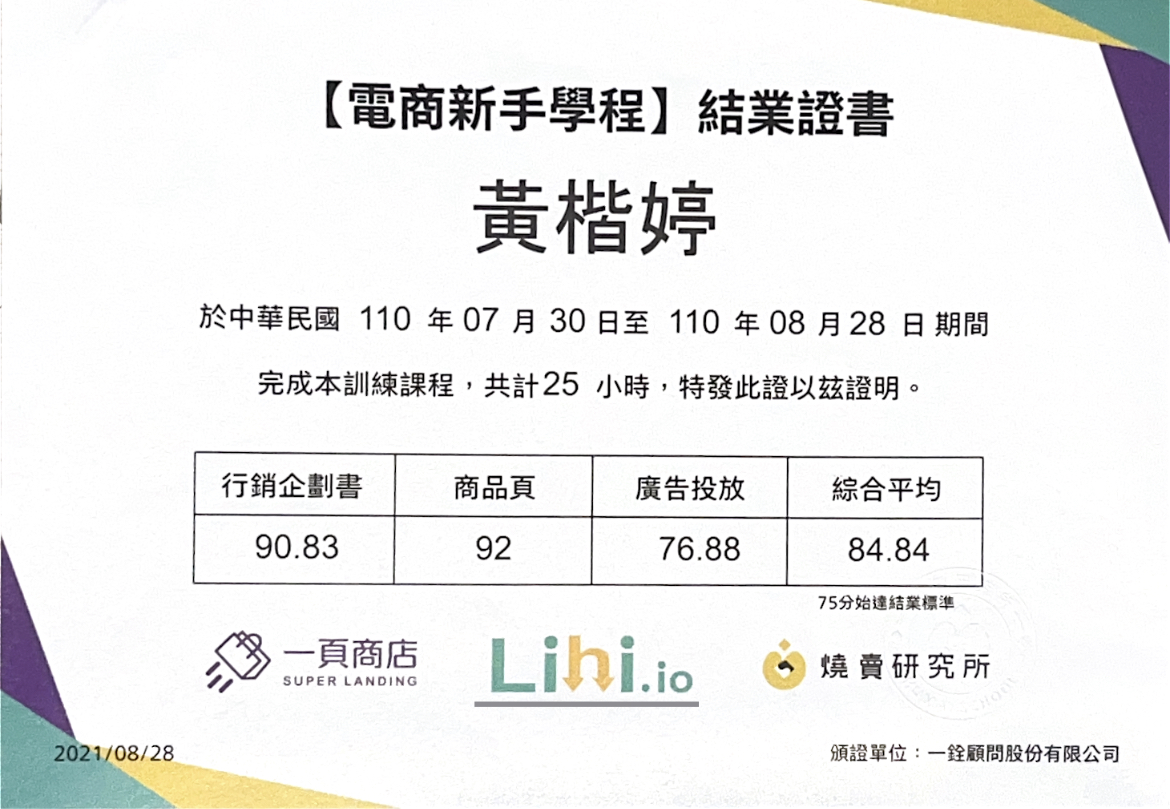 【電商新手學程】結業證書
黃楷婷
於中華民國 110 年 07 月 30 日至 110 年 08 月 28 日 期間
完成本訓練課程，共計25 小時，特發此證以茲證明。
行銷企劃書 商品頁 廣告投放 綜合平均
90.83 92 76.88 84.84
75分始達結業標準
一頁商店
SUPER LANDING
Lihi.io
燒賣研究所
2021/08/28
頒證單位：一銓顧問股份有限公司